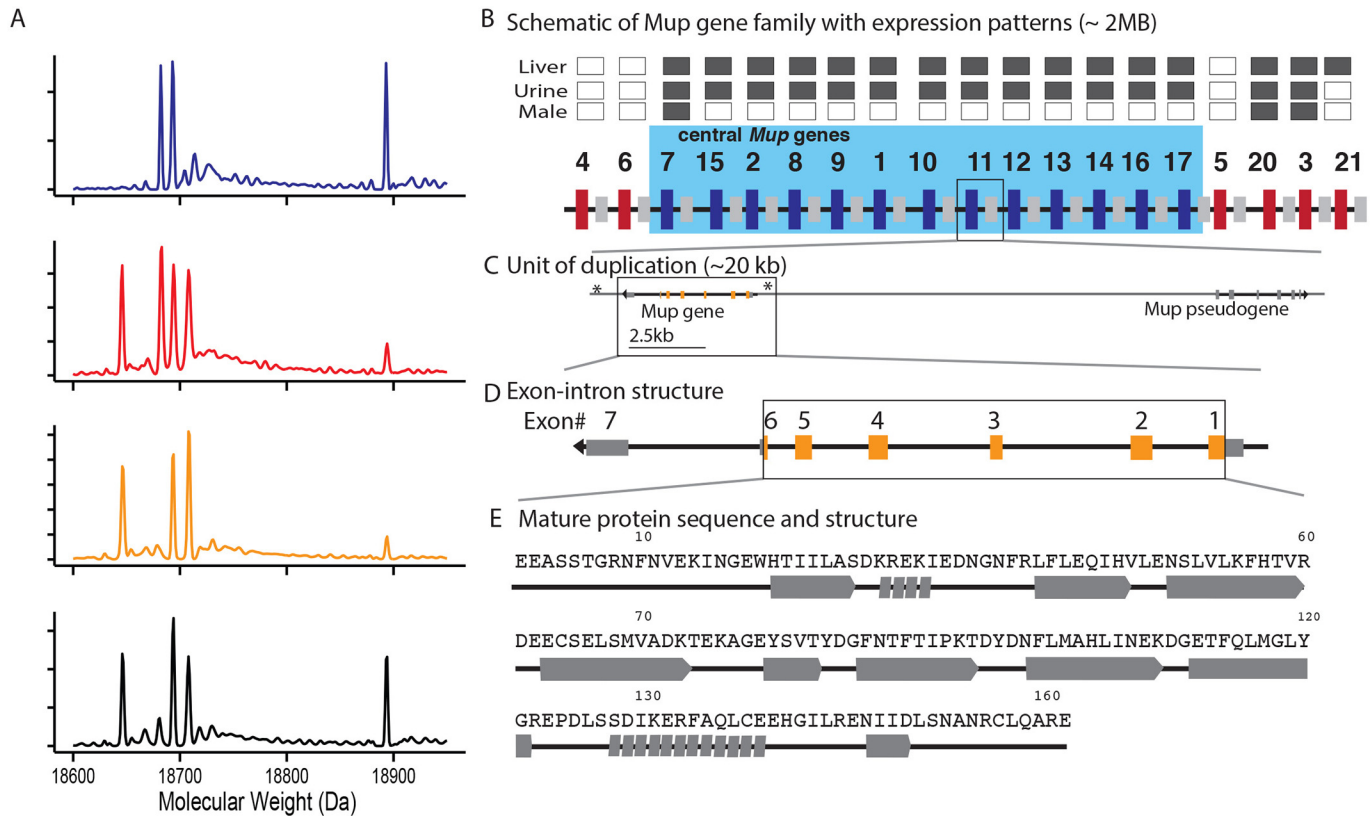 A
18600 18700 18800 18900
Molecular Weight (Da)
B Schematic of Mup gene family with expression patterns (~ 2MB)
Liver
Urine
Male
central Mup genes
4 6 7 15 2 8 9 1 10 11 12 13 14 16 17 5 20 3 21
C Unit of duplication (~20 kb)
* *
Mup gene Mup pseudogene
2.5kb
D Exon-intron structure
Exon# 7 6 5 4 3 2 1
E Mature protein sequence and structure
10 60
EEASSTGRNFNVEKINGEWHTIILASDKREKIEDNGNFRLFLEQIHVLENSLVLKFHTVR
70 120
DEECSELSMVADKTEKAGEYSVTYDGFNTFTIPKTDYDNFLMAHLINEKDGETFQLMGLY
130 160
GREPDLSSDIKERFAQLCEEHGILRENIIDLSNANRCLQARE